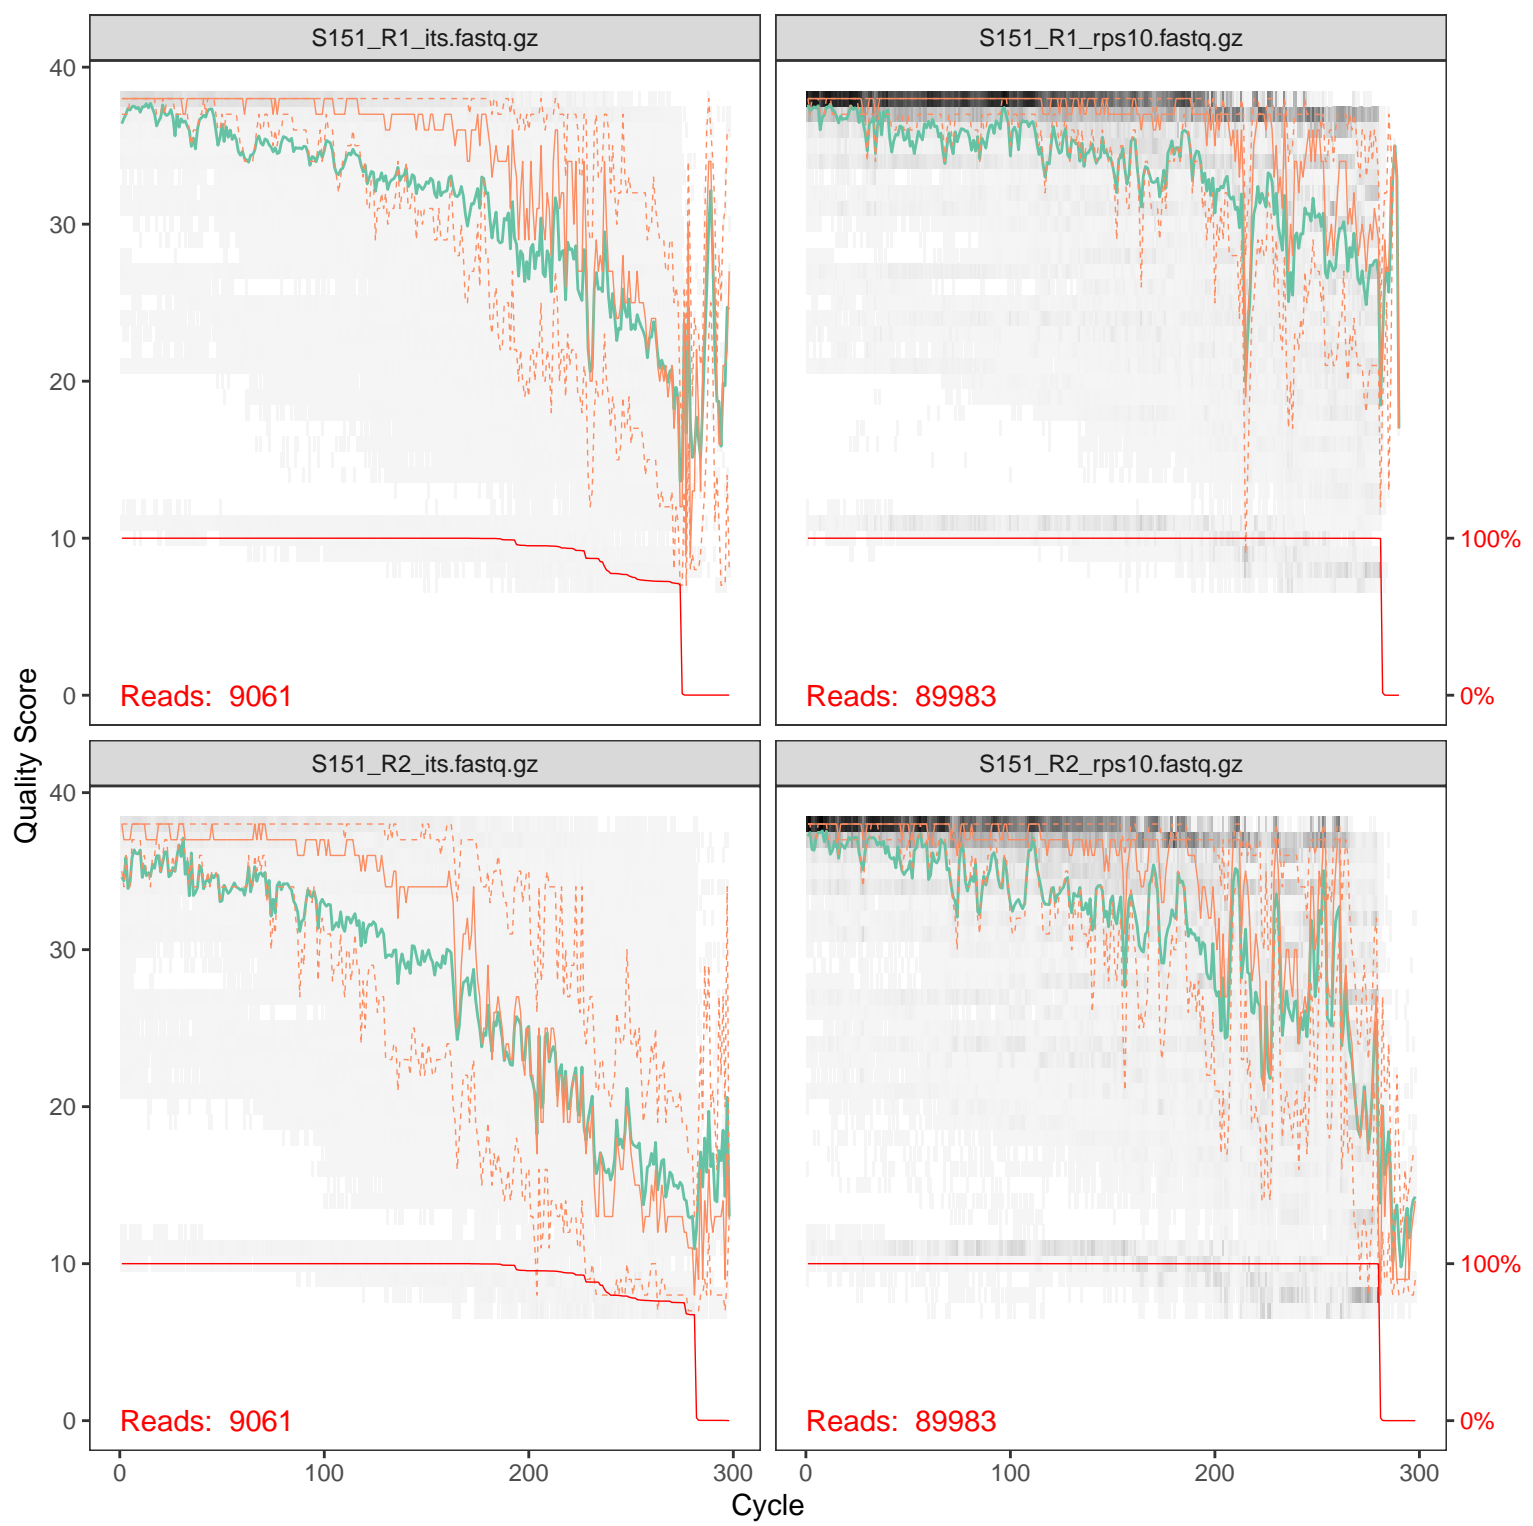 S151_R1_its.fastq.gz
S151_R1_rps10.fastq.gz
40
30
20
10
0
Reads: 9061
Reads: 89983
100%
0%
Quality Score
S151_R2_its.fastq.gz
S151_R2_rps10.fastq.gz
40
30
20
10
0
Reads: 9061
Reads: 89983
100%
0%
0 100 200 300
0 100 200 300
Cycle